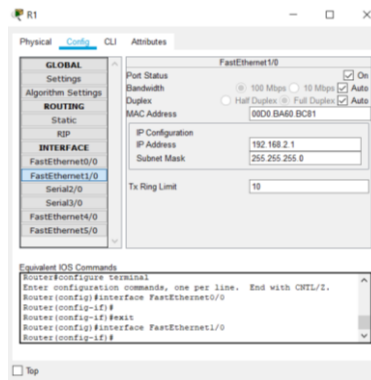 R1
Physical Config CLI Attributes
GLOBAL
Settings
Algorithm Settings
ROUTING
Static
RIP
INTERFACE
FastEthernet0/0
FastEthernet1/0
Serial2/0
Serial3/0
FastEthernet4/0
FastEthernet5/0
FastEthernet1/0
Port Status On
Bandwidth 100 Mbps 10 Mbps Auto
Duplex Half Duplex Full Duplex Auto
MAC Address 00D0.BA60.BC81
IP Configuration
IP Address 192.168.2.1
Subnet Mask 255.255.255.0
Tx Ring Limit 10
Equivalent IOS Commands
Router#configure terminal
Enter configuration commands, one per line. End with CNTL/Z.
Router(config)#interface FastEthernet0/0
Router(config-if)#
Router(config-if)#exit
Router(config)#interface FastEthernet1/0
Router(config-if)#
Top